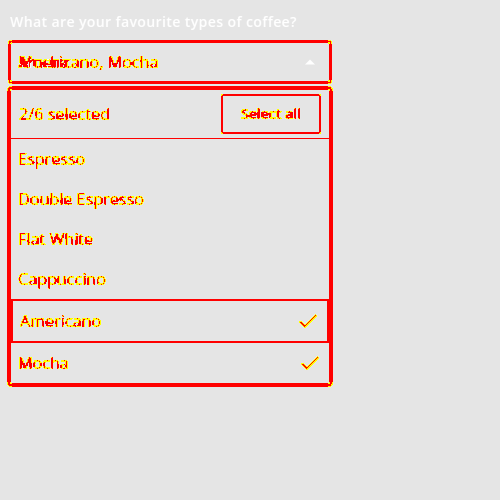 What are your favourite types of coffee?
Americano, Mocha
2/6 selected
Select all
Espresso
Double Espresso
Flat White
Cappuccino
Americano
Mocha